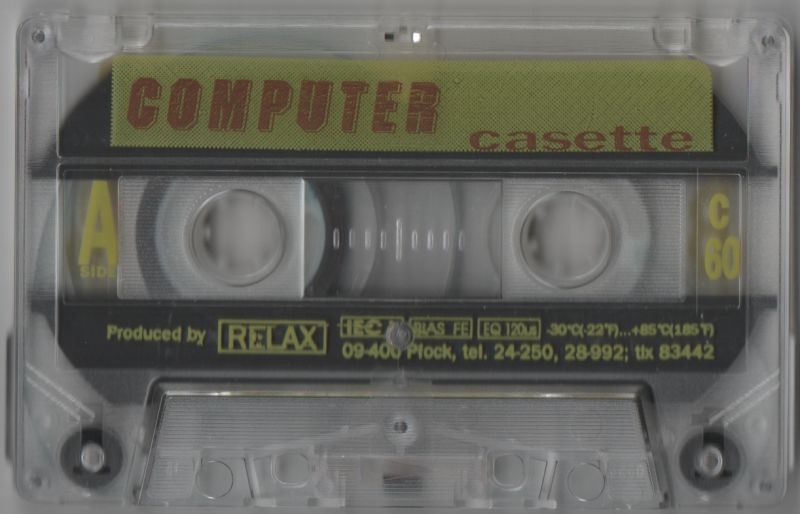 COMPUTER
casette
A
SIDE
C
60
Produced by RELAX IEC I BIAS FE EQ 120us -30°C(-22°F)...+85°C(185°F)
09-400 Płock, tel. 24-250, 28-992; tlx 83442